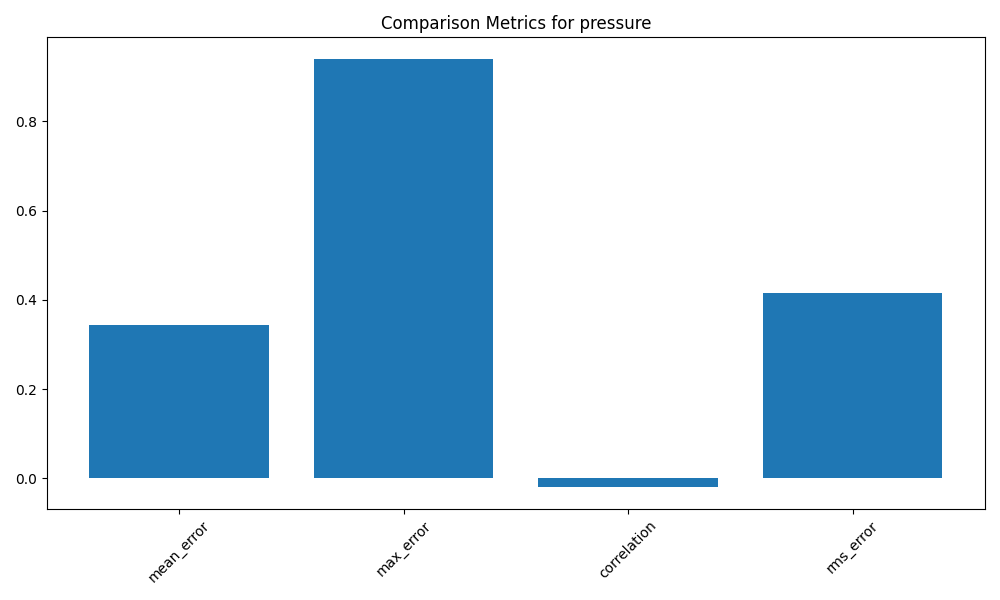 Comparison Metrics for pressure
0.8
0.6
0.4
0.2
0.0
mean_error
max_error
correlation
rms_error